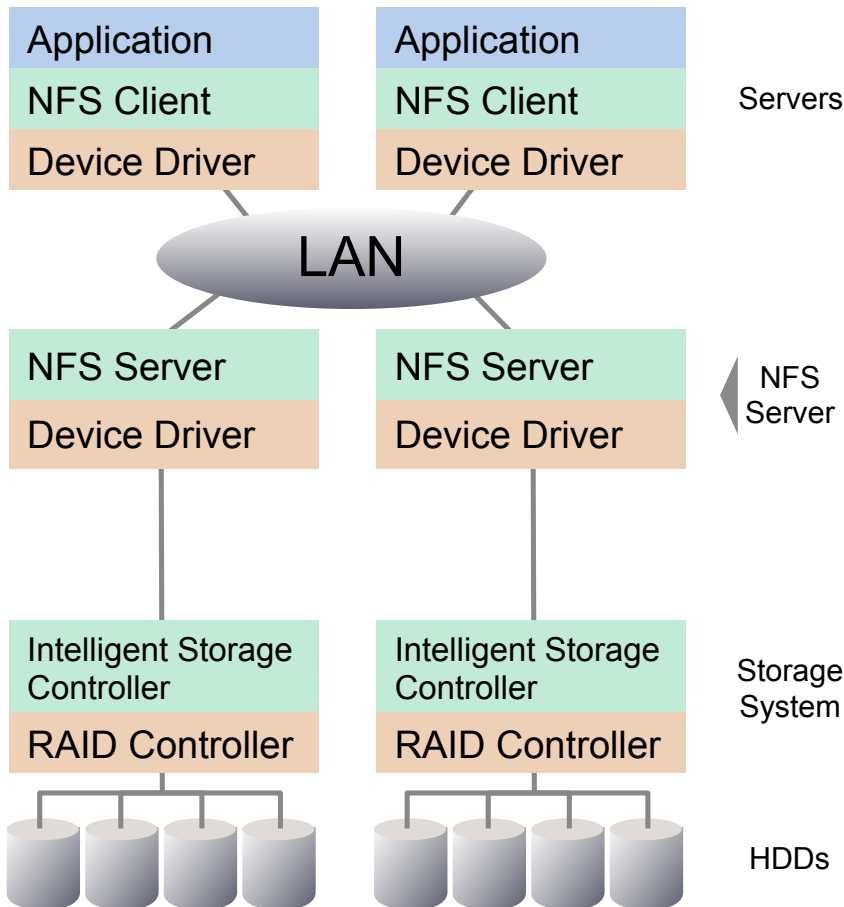 Application
Application
NFS Client
NFS Client
Servers
Device Driver
Device Driver
LAN
NFS Server
NFS Server
NFS
Server
Device Driver
Device Driver
Intelligent Storage
Controller
Intelligent Storage
Controller
Storage
System
RAID Controller
RAID Controller
HDDs